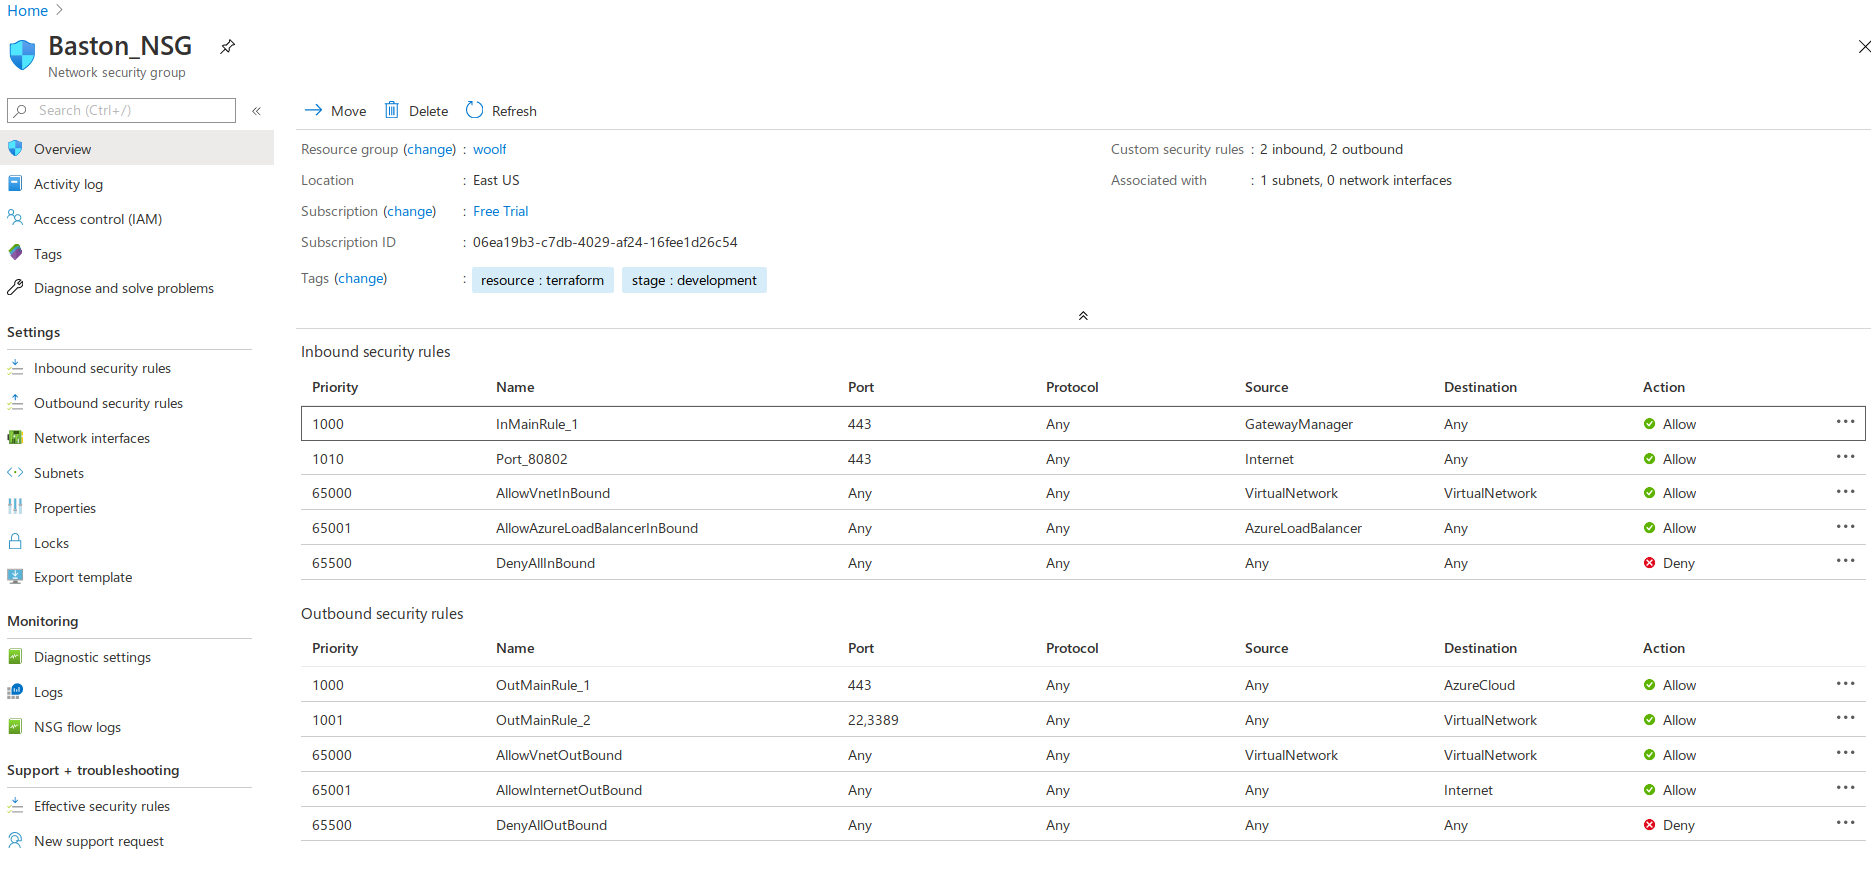 Home
Baston_NSG
Network security group
Search (Ctrl+/)
Overview
Activity log
Access control (IAM)
Tags
Diagnose and solve problems
Settings
Inbound security rules
Outbound security rules
Network interfaces
Subnets
Properties
Locks
Export template
Monitoring
Diagnostic settings
Logs
NSG flow logs
Support + troubleshooting
Effective security rules
New support request
Move Delete Refresh
Resource group (change) : woolf
Location : East US
Subscription (change) : Free Trial
Subscription ID : 06ea19b3-c7db-4029-af24-16fee1d26c54
Tags (change) : resource : terraform stage : development
Custom security rules : 2 inbound, 2 outbound
Associated with : 1 subnets, 0 network interfaces
Inbound security rules
Priority Name Port Protocol Source Destination Action
1000 InMainRule_1 443 Any GatewayManager Any Allow
1010 Port_80802 443 Any Internet Any Allow
65000 AllowVnetInBound Any Any VirtualNetwork VirtualNetwork Allow
65001 AllowAzureLoadBalancerInBound Any Any AzureLoadBalancer Any Allow
65500 DenyAllInBound Any Any Any Any Deny
Outbound security rules
Priority Name Port Protocol Source Destination Action
1000 OutMainRule_1 443 Any Any AzureCloud Allow
1001 OutMainRule_2 22,3389 Any Any VirtualNetwork Allow
65000 AllowVnetOutBound Any Any VirtualNetwork VirtualNetwork Allow
65001 AllowInternetOutBound Any Any Any Internet Allow
65500 DenyAllOutBound Any Any Any Any Deny